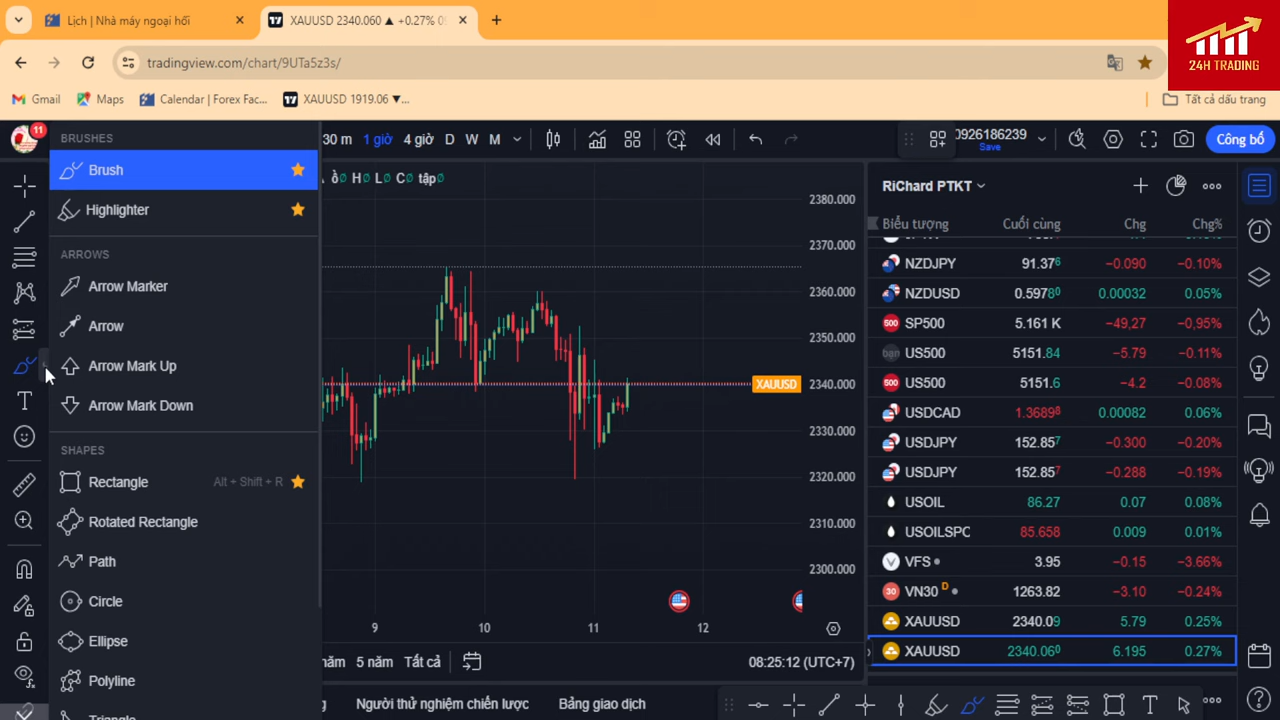 Lịch | Nhà máy ngoại hối
XAUUSD 2340.060 ▲ +0.27%
24H TRADING
tradingview.com/chart/9UTa5z3s/
Gmail
Maps
Calendar | Forex Fac...
XAUUSD 1919.06 ▼...
Tất cả dấu trang
11
30 m
1 giờ
4 giờ
D
W
M
0926186239
Save
Công bố
BRUSHES
Brush
Highlighter
ARROWS
Arrow Marker
Arrow
Arrow Mark Up
Arrow Mark Down
SHAPES
Rectangle Alt + Shift + R
Rotated Rectangle
Path
Circle
Ellipse
Polyline
H∅ L∅ C∅ tập∅
2380.000
2370.000
2360.000
2350.000
2340.000
2330.000
2320.000
2310.000
2300.000
XAUUSD
9 10 11 12
5 năm Tất cả
08:25:12 (UTC+7)
Người thử nghiệm chiến lược
Bảng giao dịch
RiChard PTKT
Biểu tượng Cuối cùng Chg Chg%
NZDJPY 91.376 −0.090 −0.10%
NZDUSD 0.59780 0.00032 0.05%
SP500 5.161 K −49,27 −0,95%
US500 5151.84 −5.79 −0.11%
US500 5151.6 −4.2 −0.08%
USDCAD 1.36898 0.00082 0.06%
USDJPY 152.857 −0.300 −0.20%
USDJPY 152.857 −0.288 −0.19%
USOIL 86.27 0.07 0.08%
USOILSPC 85.658 0.009 0.01%
VFS 3.95 −0.15 −3.66%
VN30 D 1263.82 −3.10 −0.24%
XAUUSD 2340.09 5.79 0.25%
XAUUSD 2340.060 6.195 0.27%